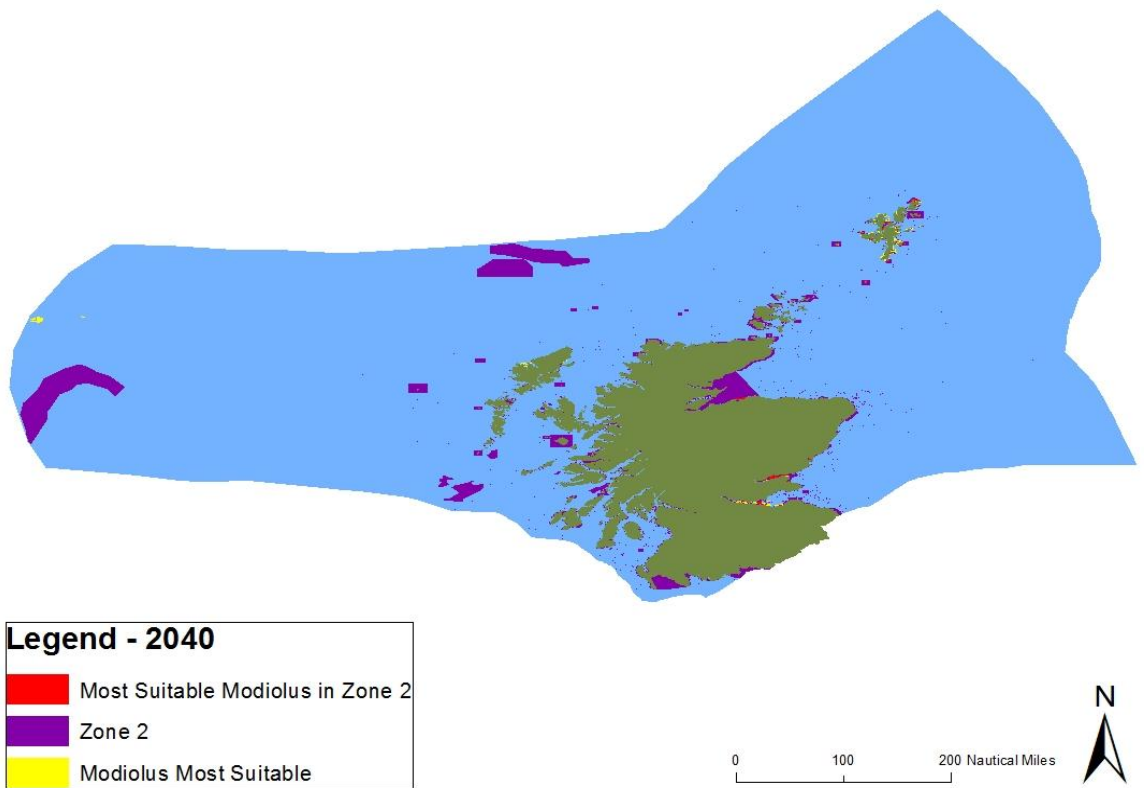 Legend - 2040
Most Suitable Modiolus in Zone 2
Zone 2
Modiolus Most Suitable
N
0 100 200 Nautical Miles